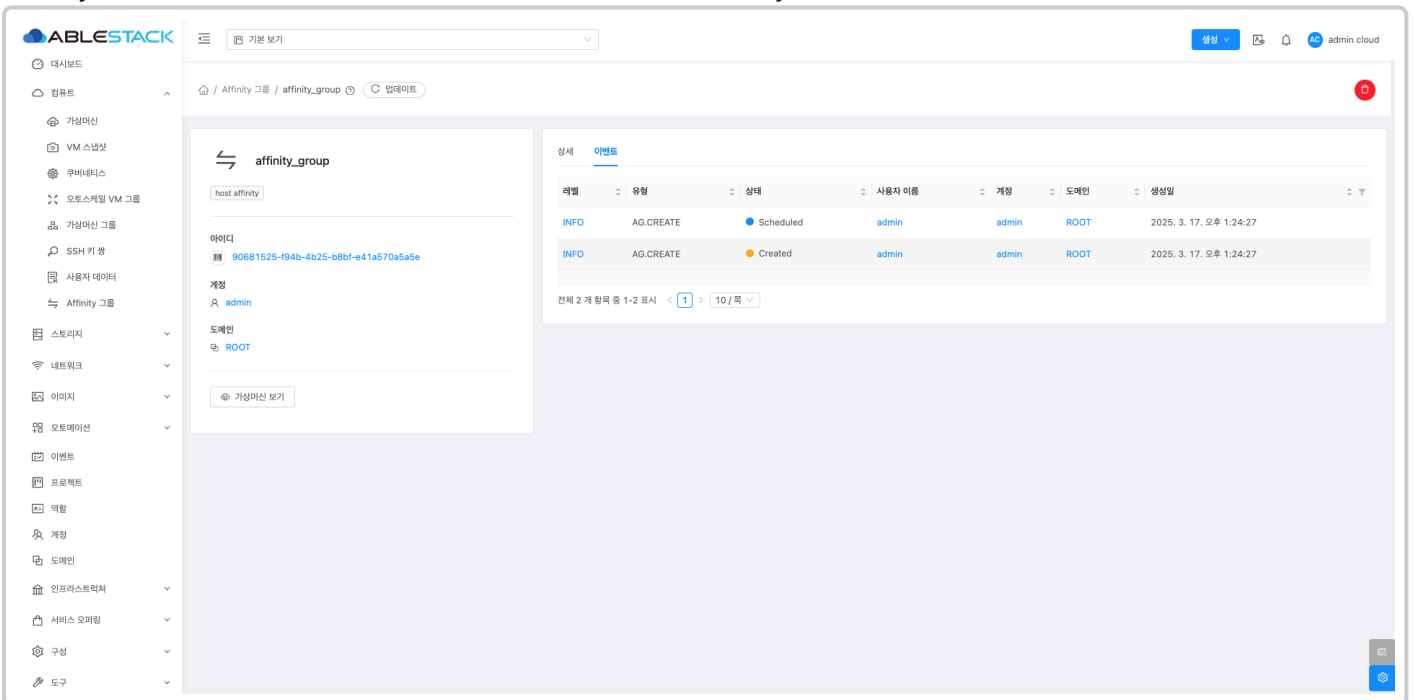 ABLESTACK
기본 보기
생성
AC
admin cloud
대시보드
컴퓨트
가상머신
VM 스냅샷
쿠버네티스
오토스케일 VM 그룹
가상머신 그룹
SSH 키 쌍
사용자 데이터
Affinity 그룹
스토리지
네트워크
이미지
오토메이션
이벤트
프로젝트
역할
계정
도메인
인프라스트럭쳐
서비스 오퍼링
구성
도구
/ Affinity 그룹 / affinity_group 업데이트
affinity_group
host affinity
아이디
90681525-f94b-4b25-b8bf-e41a570a5a5e
계정
admin
도메인
ROOT
가상머신 보기
상세 이벤트
레벨 유형 상태 사용자 이름 계정 도메인 생성일
INFO AG.CREATE Scheduled admin admin ROOT 2025. 3. 17. 오후 1:24:27
INFO AG.CREATE Created admin admin ROOT 2025. 3. 17. 오후 1:24:27
전체 2 개 항목 중 1-2 표시 < 1 > 10 / 쪽